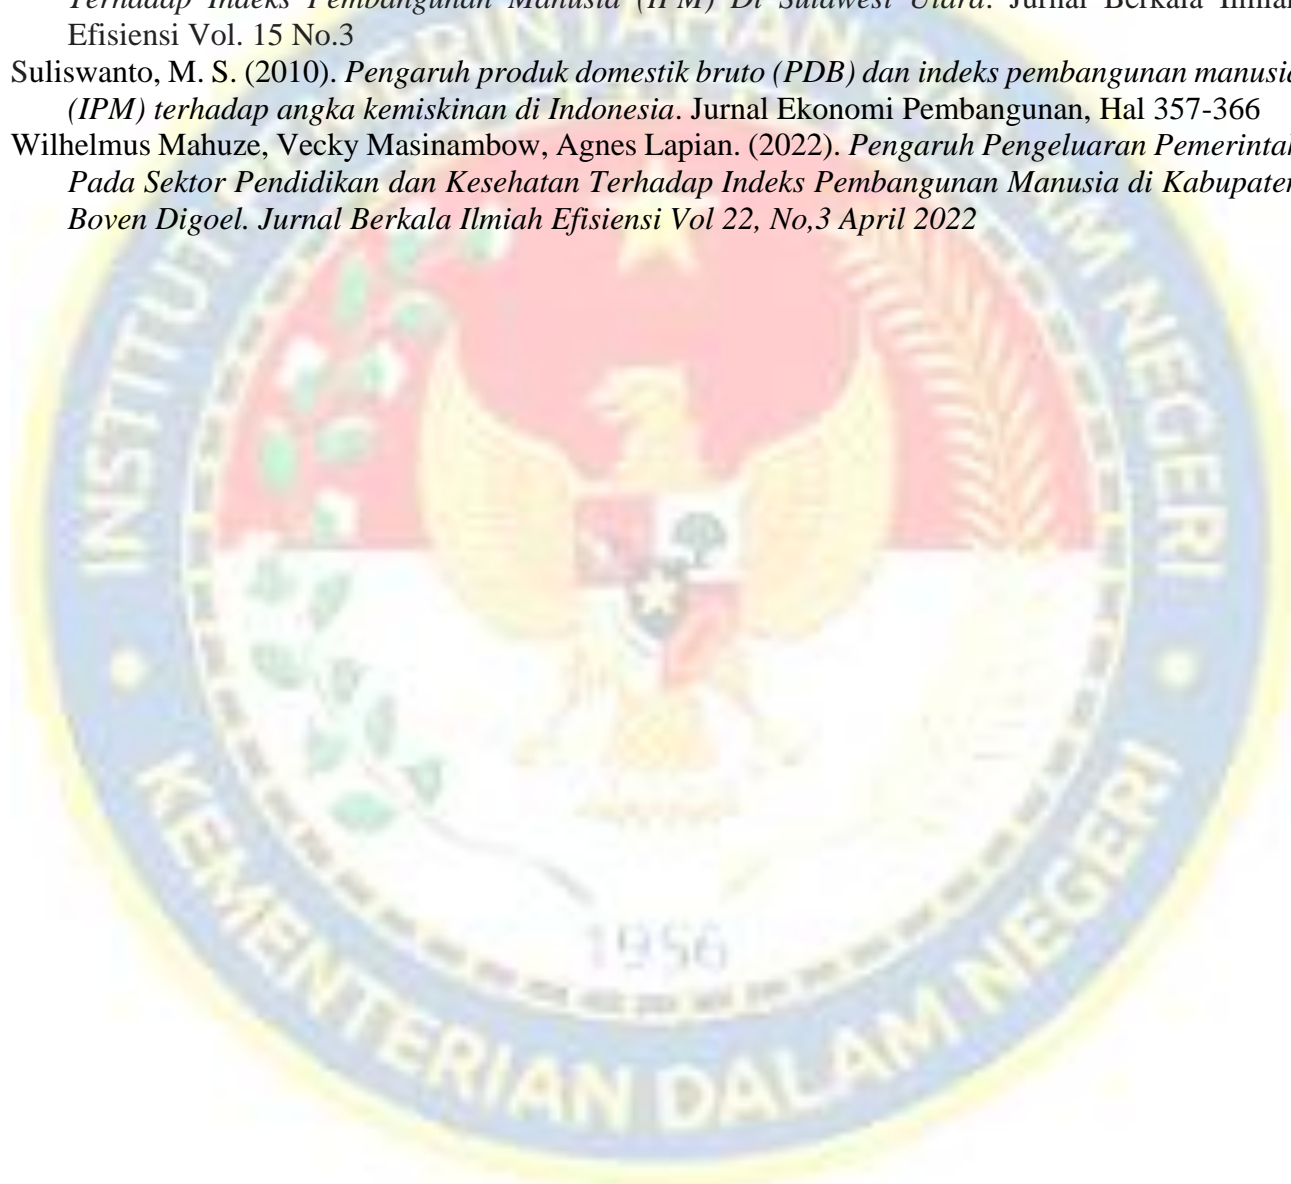 Terhadap Indeks Pembangunan Manusia (IPM) Di Sulawesi Utara. Jurnal Berkala Ilmiah
Efisiensi Vol. 15 No.3
Suliswanto, M. S. (2010). Pengaruh produk domestik bruto (PDB) dan indeks pembangunan manusia
(IPM) terhadap angka kemiskinan di Indonesia. Jurnal Ekonomi Pembangunan, Hal 357-366
Wilhelmus Mahuze, Vecky Masinambow, Agnes Lapian. (2022). Pengaruh Pengeluaran Pemerintah
Pada Sektor Pendidikan dan Kesehatan Terhadap Indeks Pembangunan Manusia di Kabupaten
Boven Digoel. Jurnal Berkala Ilmiah Efisiensi Vol 22, No,3 April 2022
INSTITUT PEMERINTAHAN DALAM NEGERI
1956
KEMENTERIAN DALAM NEGERI